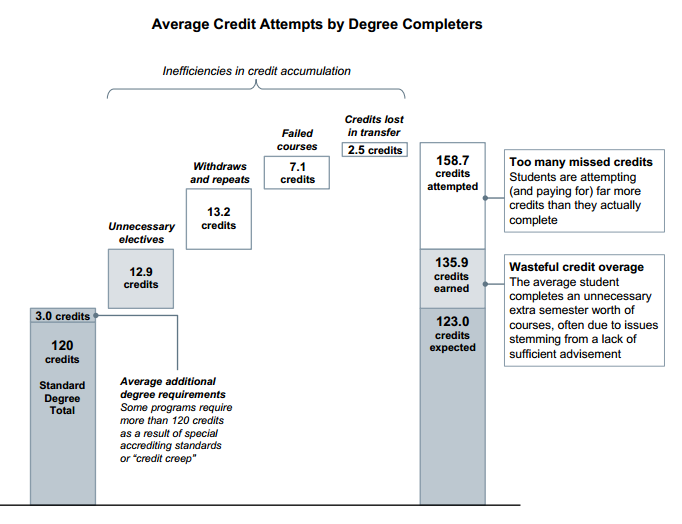 Average Credit Attempts by Degree Completers
Inefficiencies in credit accumulation
Credits lost
in transfer
2.5 credits
Failed
courses
7.1
credits
Withdraws
and repeats
13.2
credits
Unnecessary
electives
12.9
credits
3.0 credits
120
credits
Standard
Degree
Total
Average additional
degree requirements
Some programs require
more than 120 credits
as a result of special
accrediting standards
or “credit creep”
158.7
credits
attempted
135.9
credits
earned
123.0
credits
expected
Too many missed credits
Students are attempting
(and paying for) far more
credits than they actually
complete
Wasteful credit overage
The average student
completes an unnecessary
extra semester worth of
courses, often due to issues
stemming from a lack of
sufficient advisement